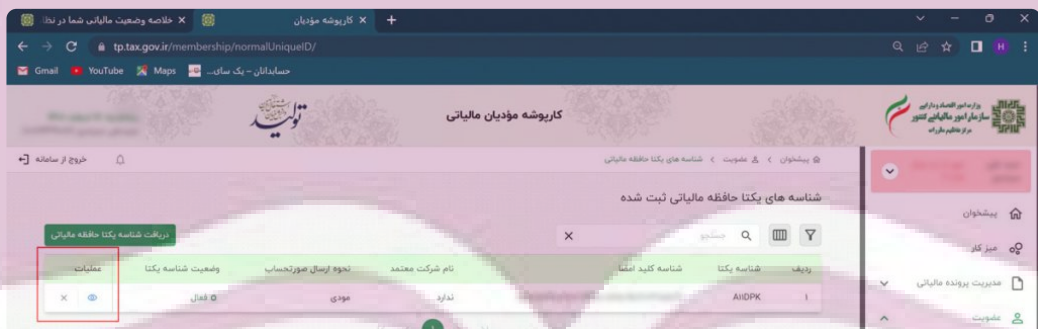 خلاصه وضعیت مالیاتی شما در نظا
کارپوشه مؤدیان
tp.tax.gov.ir/membership/normalUniqueID/
Gmail
YouTube
Maps
حسابدانان – یک سای...
وزارت امور اقتصاد و دارایی
سازمان امور مالیاتی کشور
کارپوشه مؤدیان مالیاتی
تولید
پیشخوان > عضویت > شناسه های یکتا حافظه مالیاتی
خروج از سامانه
شناسه های یکتا حافظه مالیاتی ثبت شده
جستجو
دریافت شناسه یکتا حافظه مالیاتی
ردیف شناسه یکتا شناسه کلید امضا نام شرکت معتمد نحوه ارسال صورتحساب وضعیت شناسه یکتا عملیات
۱ A11DPK ندارد مودی فعال
1
پیشخوان
میز کار
مدیریت پرونده مالیاتی
عضویت